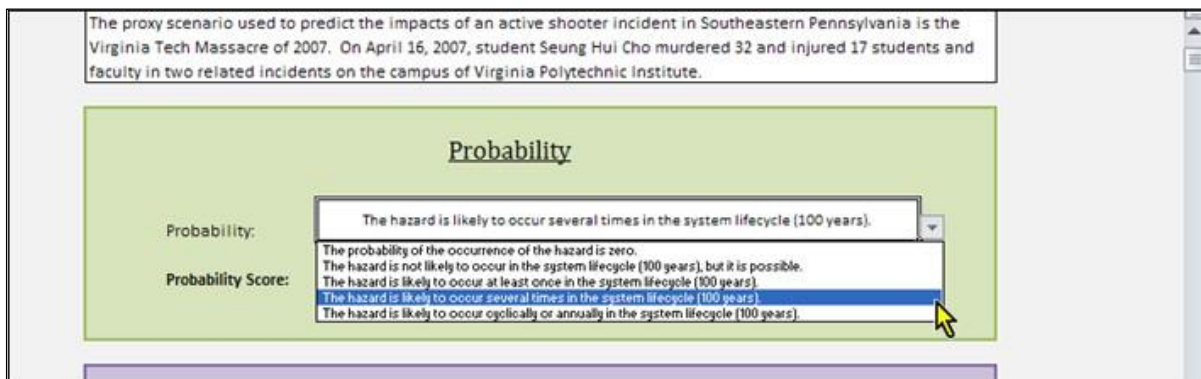 The proxy scenario used to predict the impacts of an active shooter incident in Southeastern Pennsylvania is the
Virginia Tech Massacre of 2007.  On April 16, 2007, student Seung Hui Cho murdered 32 and injured 17 students and
faculty in two related incidents on the campus of Virginia Polytechnic Institute.
Probability
Probability:
The hazard is likely to occur several times in the system lifecycle (100 years).
The probability of the occurrence of the hazard is zero.
The hazard is not likely to occur in the system lifecycle (100 years), but it is possible.
Probability Score:
The hazard is likely to occur at least once in the system lifecycle (100 years).
The hazard is likely to occur several times in the system lifecycle (100 years).
The hazard is likely to occur cyclically or annually in the system lifecycle (100 years).